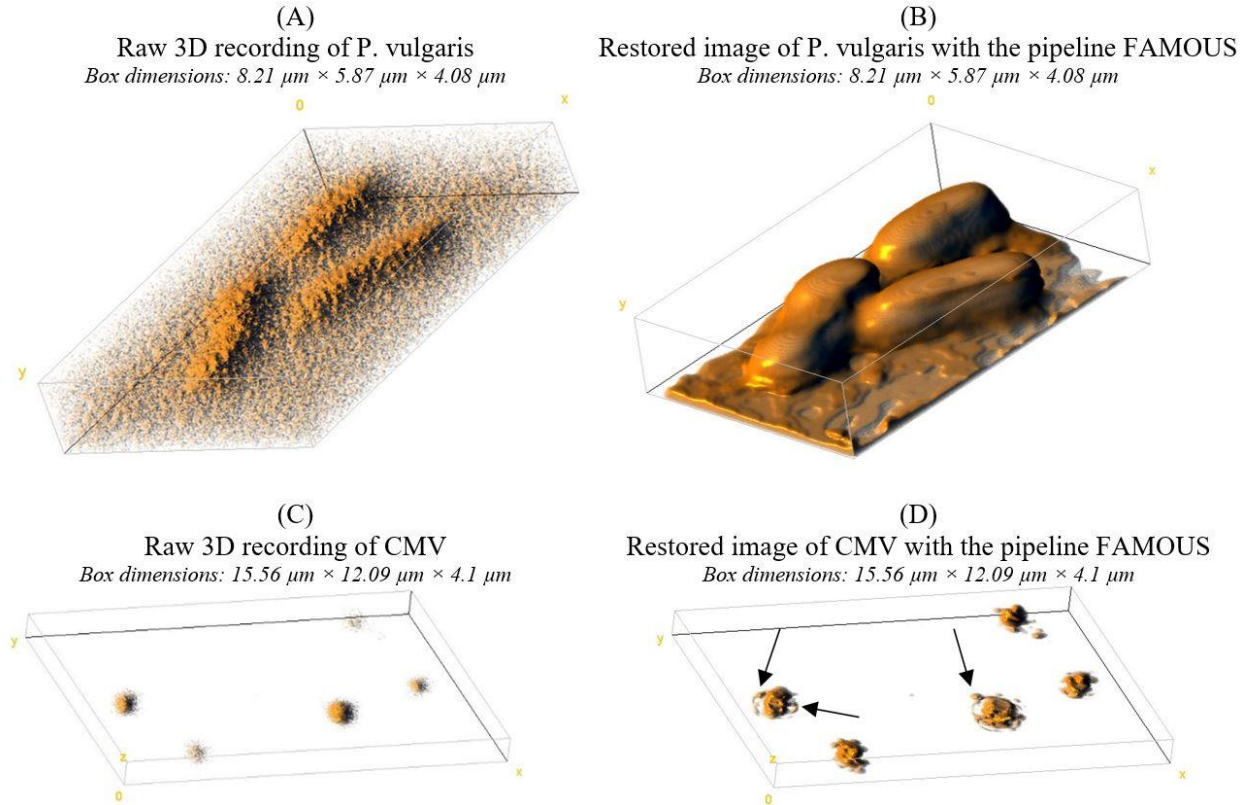 (A)
Raw 3D recording of P. vulgaris
Box dimensions: 8.21 µm × 5.87 µm × 4.08 µm
0
x
y
(B)
Restored image of P. vulgaris with the pipeline FAMOUS
Box dimensions: 8.21 µm × 5.87 µm × 4.08 µm
0
x
y
(C)
Raw 3D recording of CMV
Box dimensions: 15.56 µm × 12.09 µm × 4.1 µm
y
z
x
0
(D)
Restored image of CMV with the pipeline FAMOUS
Box dimensions: 15.56 µm × 12.09 µm × 4.1 µm
y
z
x
0